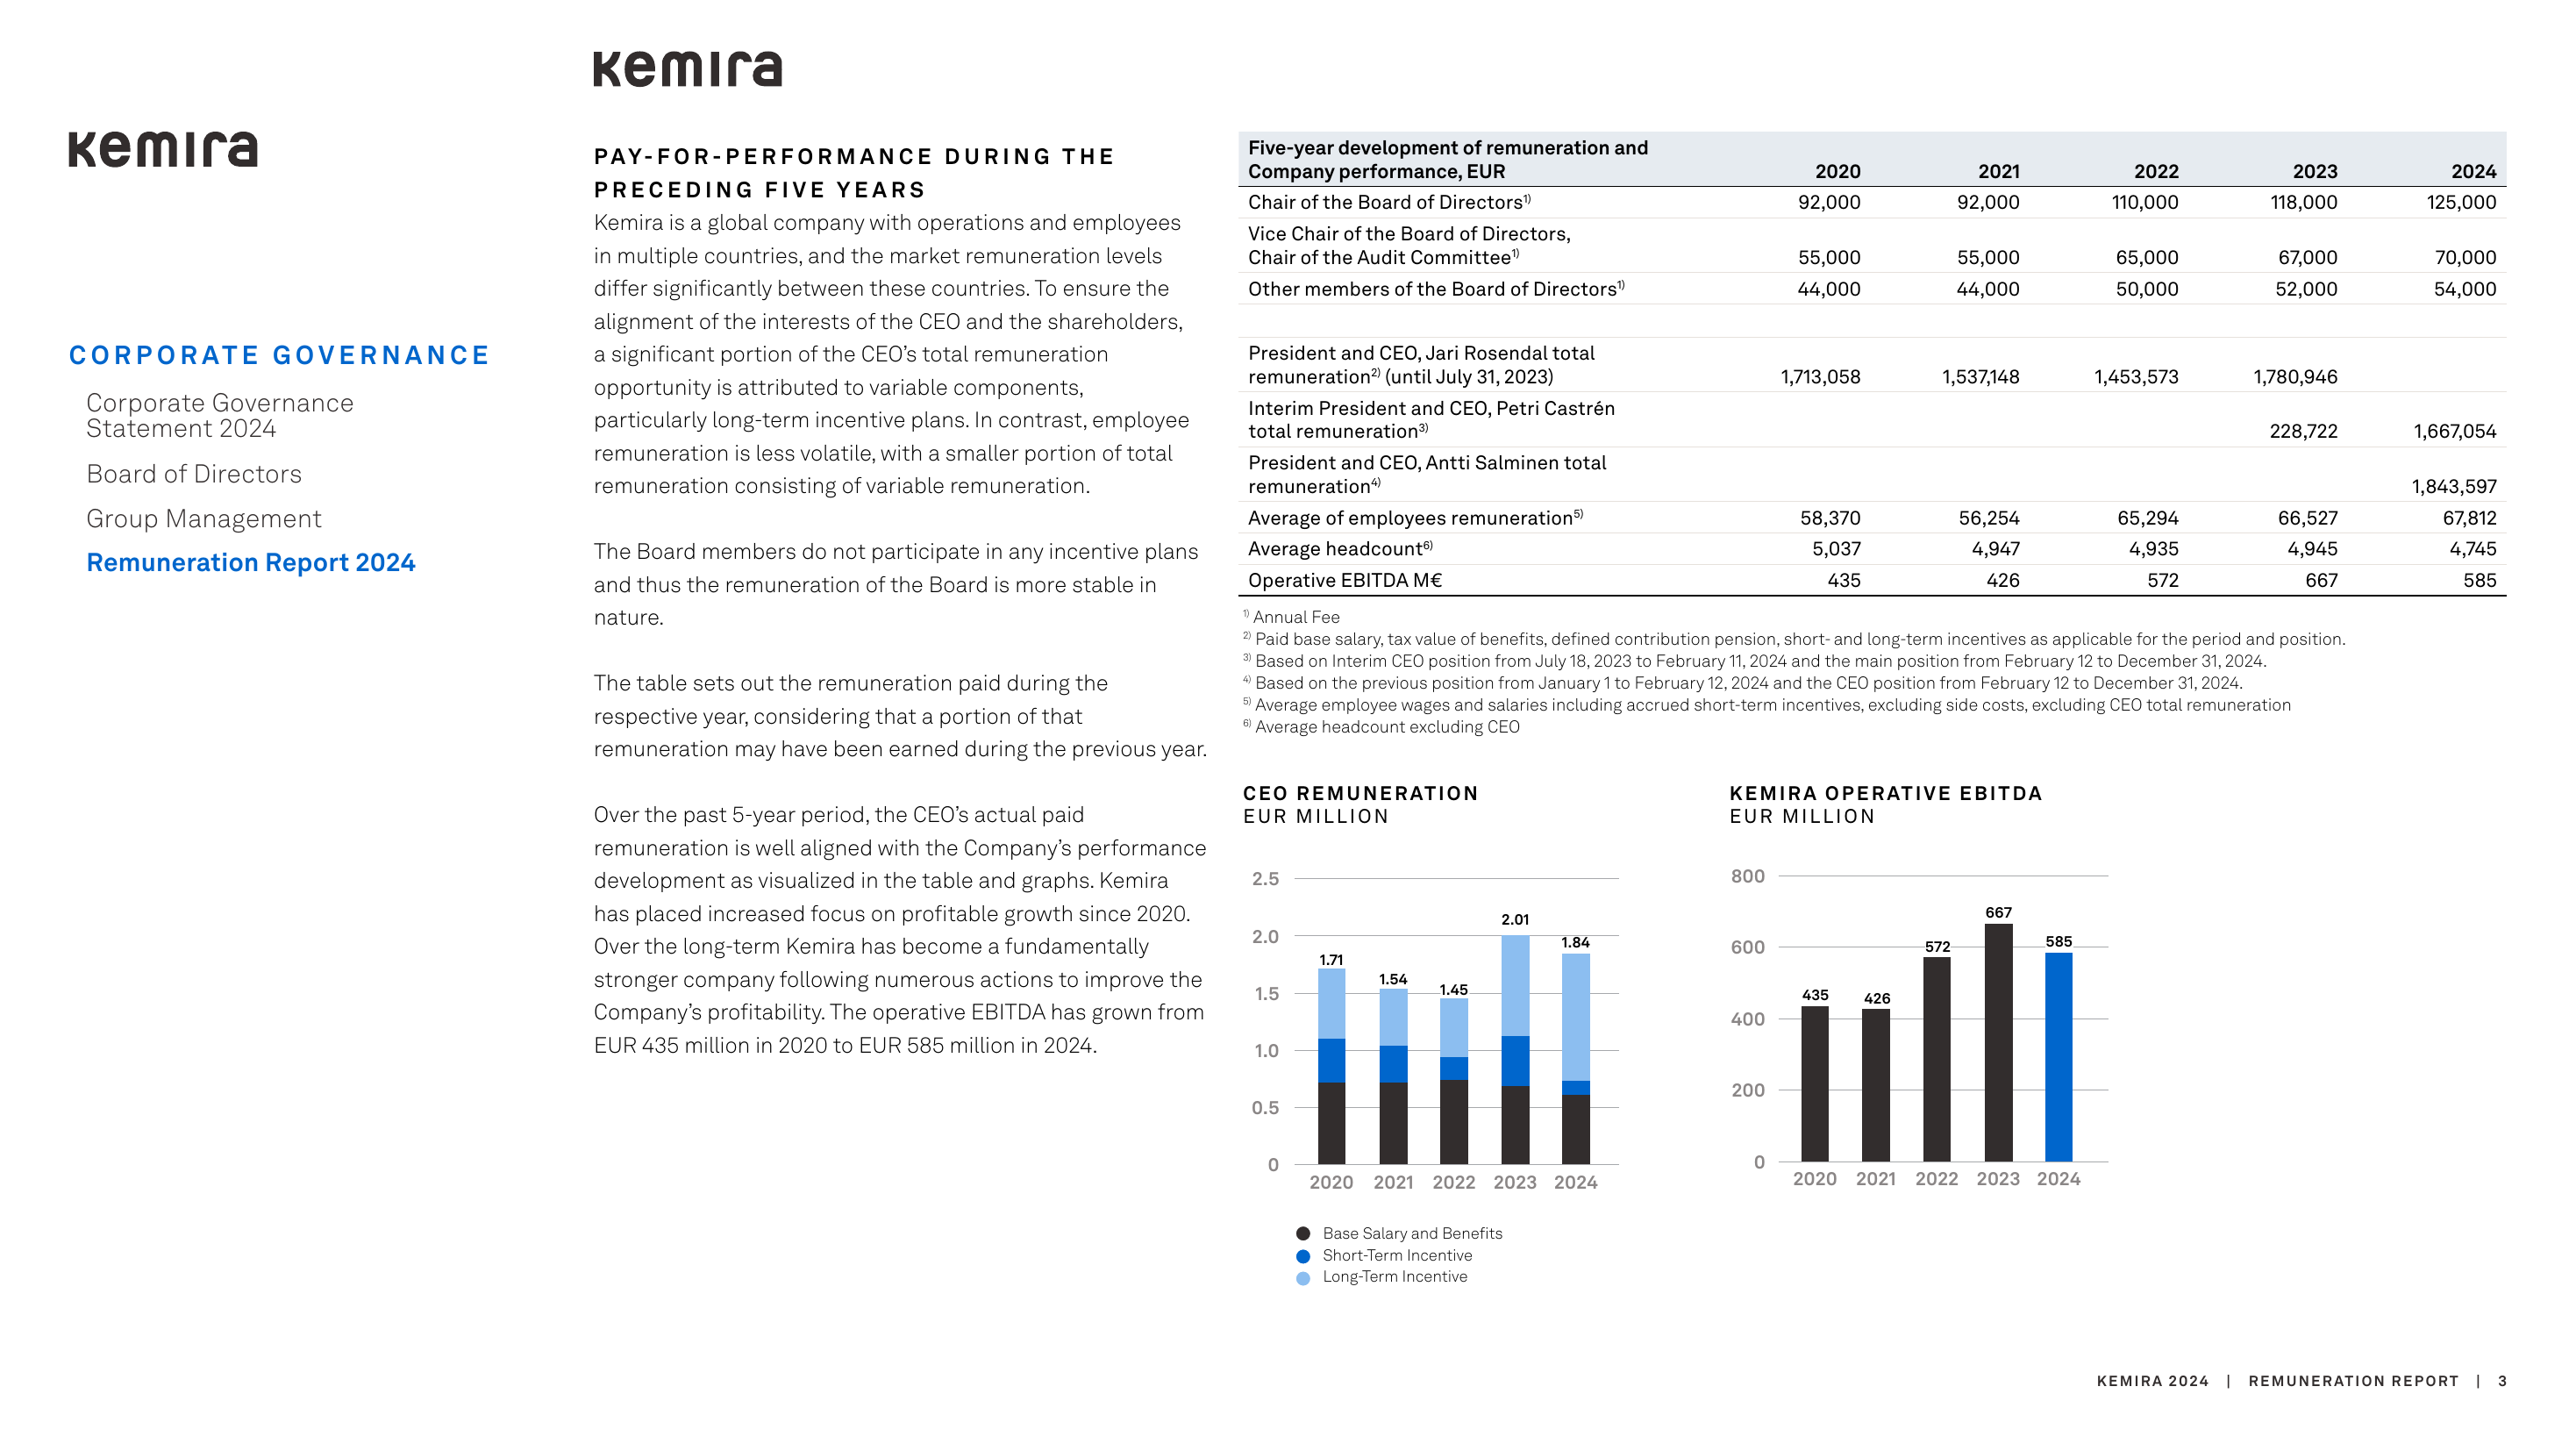 kemira
kemira
CORPORATE GOVERNANCE
Corporate Governance
Statement 2024
Board of Directors
Group Management
Remuneration Report 2024
PAY-FOR-PERFORMANCE DURING THE
PRECEDING FIVE YEARS
Kemira is a global company with operations and employees
in multiple countries, and the market remuneration levels
differ significantly between these countries. To ensure the
alignment of the interests of the CEO and the shareholders,
a significant portion of the CEO’s total remuneration
opportunity is attributed to variable components,
particularly long-term incentive plans. In contrast, employee
remuneration is less volatile, with a smaller portion of total
remuneration consisting of variable remuneration.
The Board members do not participate in any incentive plans
and thus the remuneration of the Board is more stable in
nature.
The table sets out the remuneration paid during the
respective year, considering that a portion of that
remuneration may have been earned during the previous year.
Over the past 5-year period, the CEO’s actual paid
remuneration is well aligned with the Company’s performance
development as visualized in the table and graphs. Kemira
has placed increased focus on profitable growth since 2020.
Over the long-term Kemira has become a fundamentally
stronger company following numerous actions to improve the
Company’s profitability. The operative EBITDA has grown from
EUR 435 million in 2020 to EUR 585 million in 2024.
Five-year development of remuneration and
Company performance, EUR 2020 2021 2022 2023 2024
Chair of the Board of Directors1) 92,000 92,000 110,000 118,000 125,000
Vice Chair of the Board of Directors,
Chair of the Audit Committee1) 55,000 55,000 65,000 67,000 70,000
Other members of the Board of Directors1) 44,000 44,000 50,000 52,000 54,000
President and CEO, Jari Rosendal total
remuneration2) (until July 31, 2023) 1,713,058 1,537,148 1,453,573 1,780,946
Interim President and CEO, Petri Castrén
total remuneration3) 228,722 1,667,054
President and CEO, Antti Salminen total
remuneration4) 1,843,597
Average of employees remuneration5) 58,370 56,254 65,294 66,527 67,812
Average headcount6) 5,037 4,947 4,935 4,945 4,745
Operative EBITDA M€ 435 426 572 667 585
1) Annual Fee
2) Paid base salary, tax value of benefits, defined contribution pension, short- and long-term incentives as applicable for the period and position.
3) Based on Interim CEO position from July 18, 2023 to February 11, 2024 and the main position from February 12 to December 31, 2024.
4) Based on the previous position from January 1 to February 12, 2024 and the CEO position from February 12 to December 31, 2024.
5) Average employee wages and salaries including accrued short-term incentives, excluding side costs, excluding CEO total remuneration
6) Average headcount excluding CEO
CEO REMUNERATION
EUR MILLION
2.5
2.0
1.5
1.0
0.5
0
1.71
1.54
1.45
2.01
1.84
2020 2021 2022 2023 2024
Base Salary and Benefits
Short-Term Incentive
Long-Term Incentive
KEMIRA OPERATIVE EBITDA
EUR MILLION
800
600
400
200
0
435
426
572
667
585
2020 2021 2022 2023 2024
KEMIRA 2024 | REMUNERATION REPORT | 3